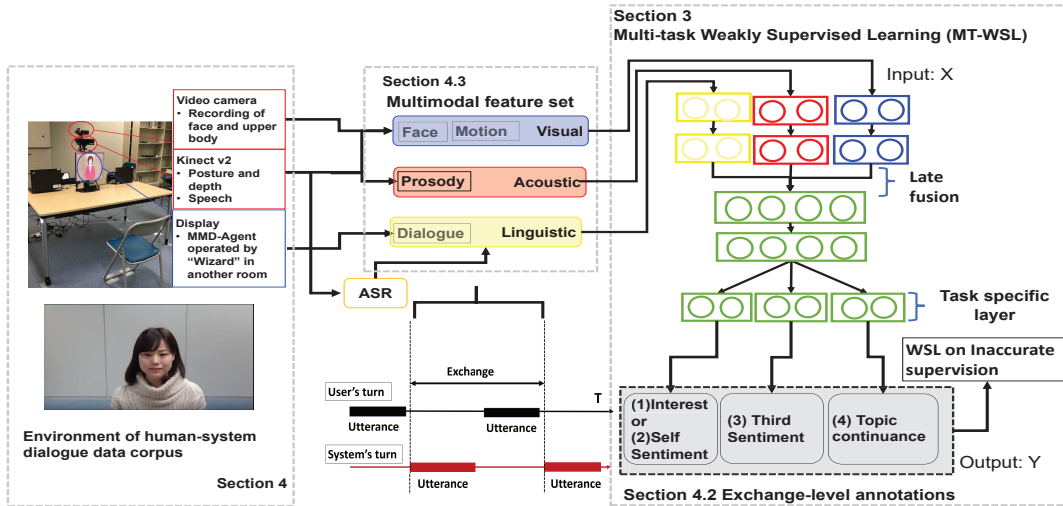 Section 3
Multi-task Weakly Supervised Learning (MT-WSL)
Input: X
Late
fusion
Task specific
layer
WSL on Inaccurate
supervision
(1)Interest
or
(2)Self
Sentiment
(3) Third
Sentiment
(4) Topic
continuance
Output: Y
Section 4.2 Exchange-level annotations
Section 4.3
Multimodal feature set
Face Motion Visual
Prosody Acoustic
Dialogue Linguistic
ASR
Video camera
• Recording of
face and upper
body
Kinect v2
• Posture and
depth
• Speech
Display
• MMD-Agent
operated by
“Wizard” in
another room
Environment of human-system
dialogue data corpus
Section 4
Exchange
User's turn
T
Utterance
Utterance
System's turn
Utterance
Utterance